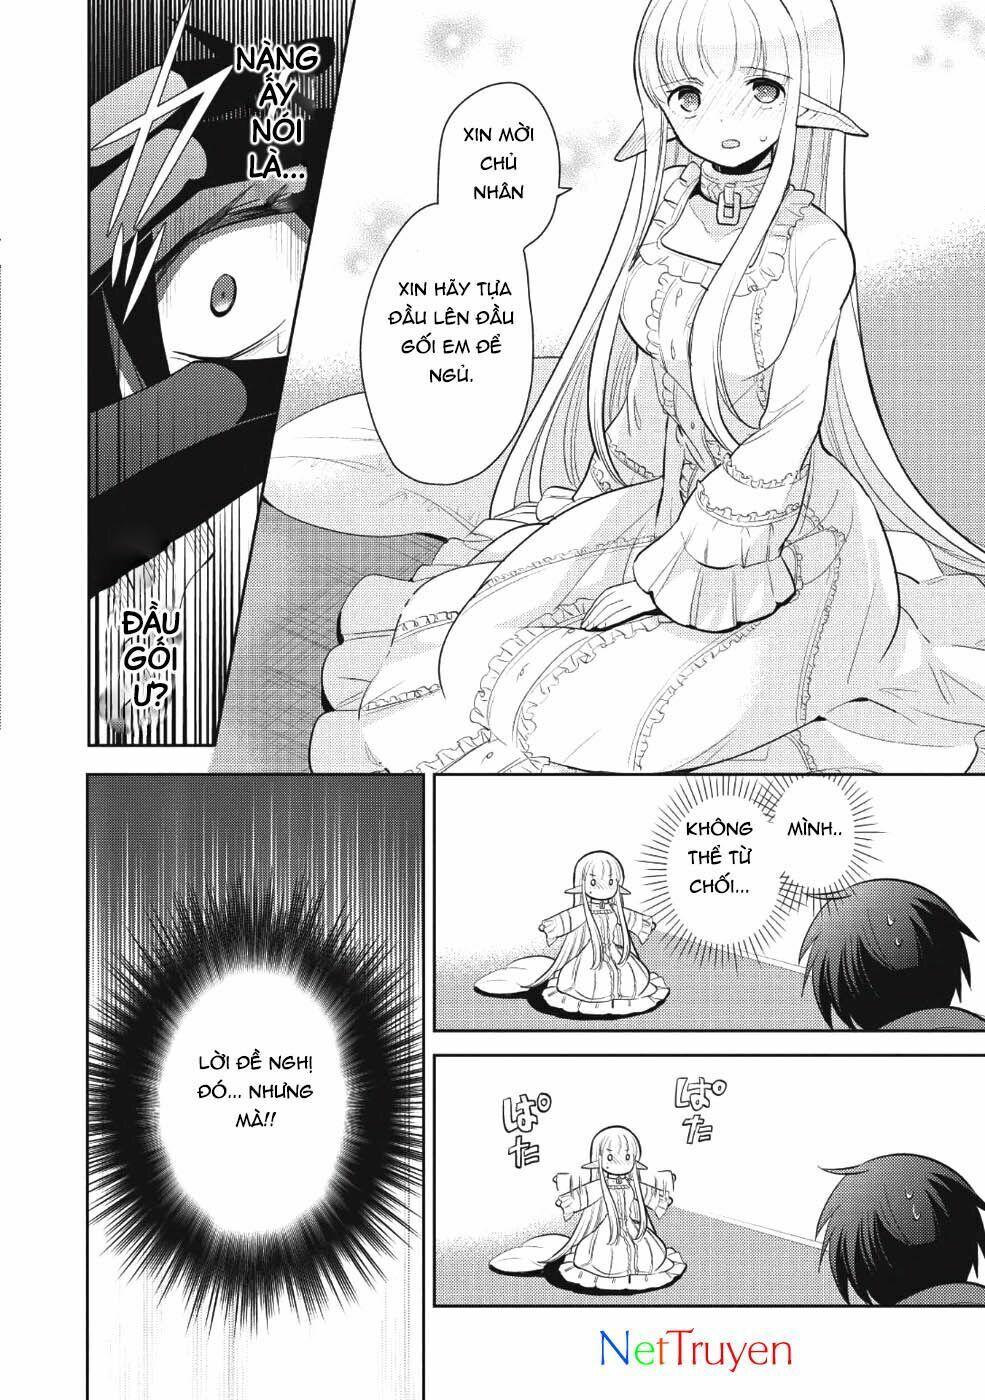 XIN MỜI
CHỦ
NHÂN
XIN HÃY TỰA
ĐẦU LÊN ĐẦU
GỐI EM ĐỂ
NGỦ.
NÀNG
ẤY
NÓI
LÀ...
ĐẦU
GỐI
Ư?
MÌNH..
KHÔNG
THỂ TỪ
CHỐI...
ぱた
ぱた
LỜI ĐỀ NGHỊ
ĐÓ... NHƯNG
MÀ!!
NetTruyen